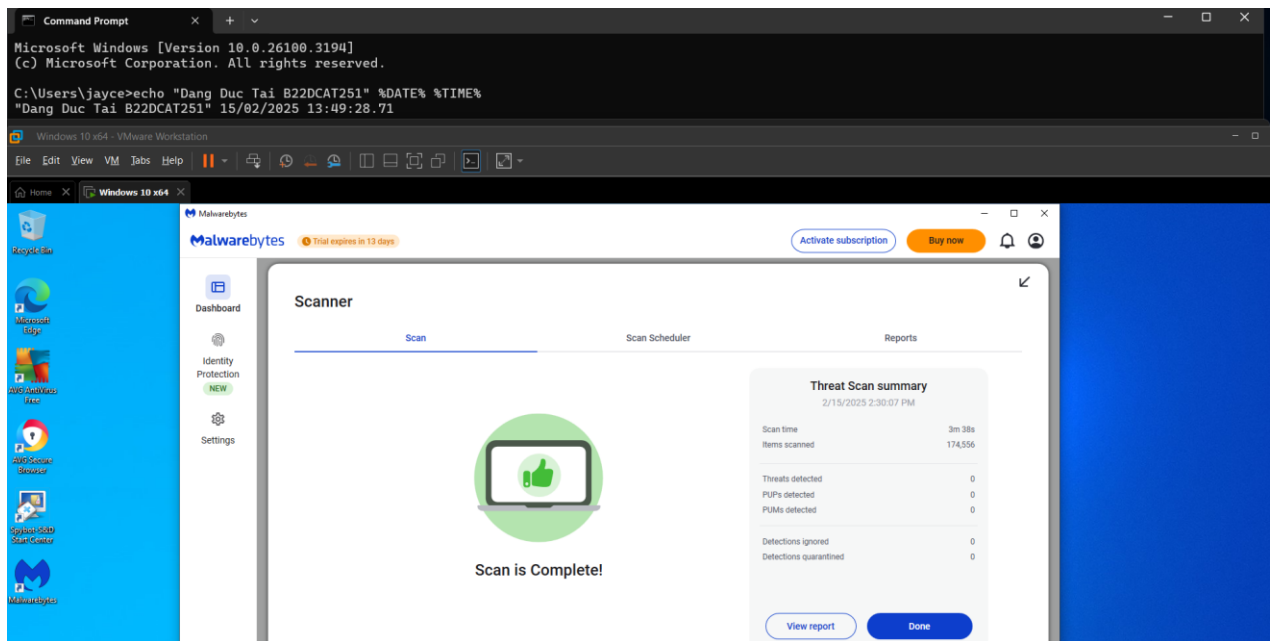 Command Prompt
Microsoft Windows [Version 10.0.26100.3194]
(c) Microsoft Corporation. All rights reserved.
C:\Users\jayce>echo "Dang Duc Tai B22DCAT251" %DATE% %TIME%
"Dang Duc Tai B22DCAT251" 15/02/2025 13:49:28.71
Windows 10 x64 - VMware Workstation
File Edit View VM Tabs Help
Home Windows 10 x64
Recycle Bin
Microsoft
Edge
AVG AntiVirus
Free
AVG Secure
Browser
Spybot-S&D
Start Center
Malwarebytes
Malwarebytes
Malwarebytes Trial expires in 13 days Activate subscription Buy now
Dashboard
Identity
Protection
NEW
Settings
Scanner
Scan Scan Scheduler Reports
Scan is Complete!
Threat Scan summary
2/15/2025 2:30:07 PM
Scan time 3m 38s
Items scanned 174,556
Threats detected 0
PUPs detected 0
PUMs detected 0
Detections ignored 0
Detections quarantined 0
View report Done